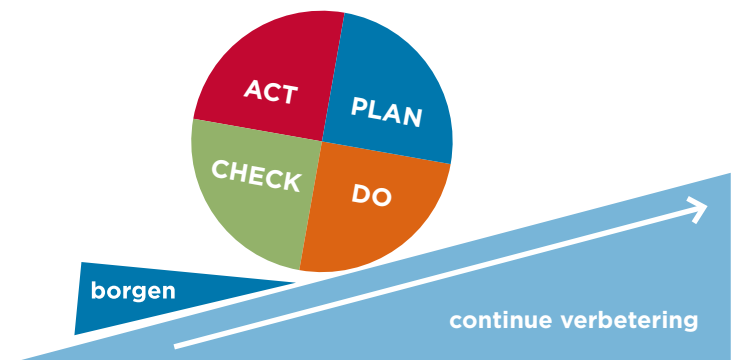 ACT
PLAN
CHECK
DO
borgen
continue verbetering